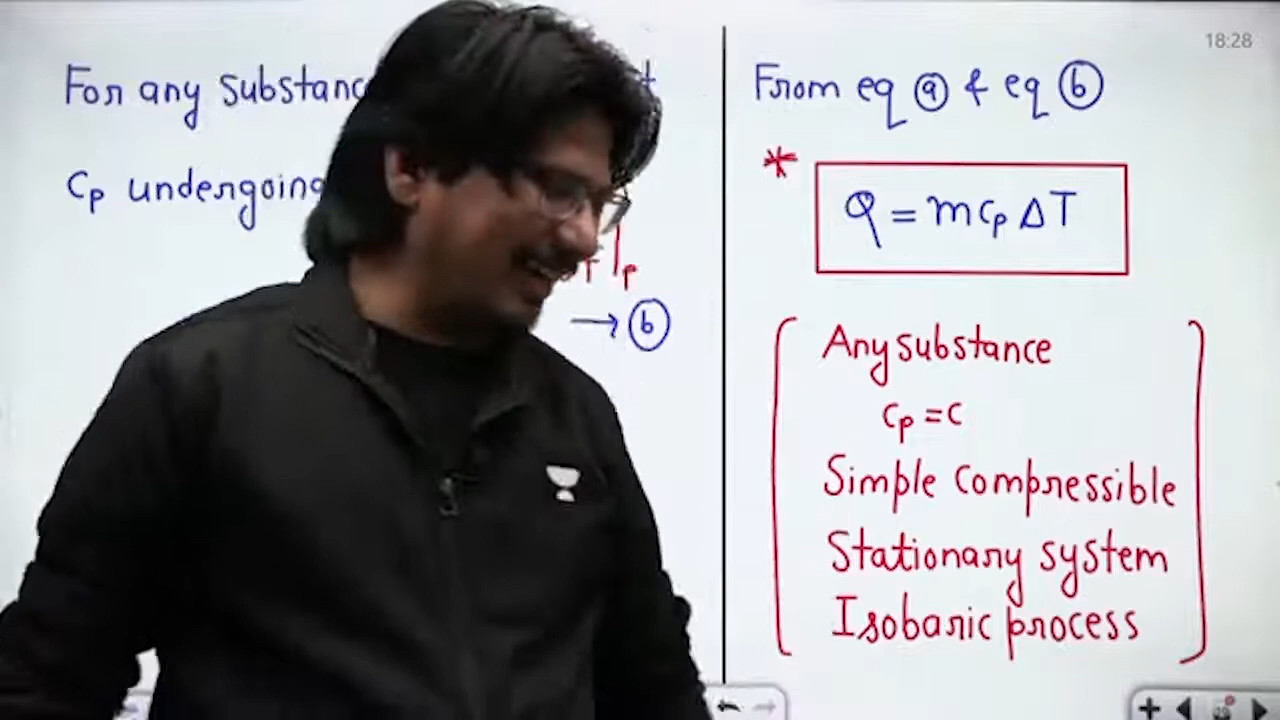 For any substanc
Cp undergoing
→ ⓑ
18:28
From eq ⓐ & eq ⓑ
*
Q = m Cp ΔT
Any substance
Cp = c
Simple compressible
Stationary system
Isobaric process